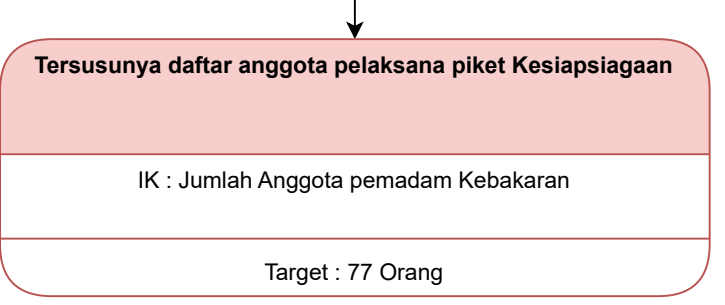 Tersusunya daftar anggota pelaksana piket Kesiapsiagaan
IK : Jumlah Anggota pemadam Kebakaran
Target : 77 Orang